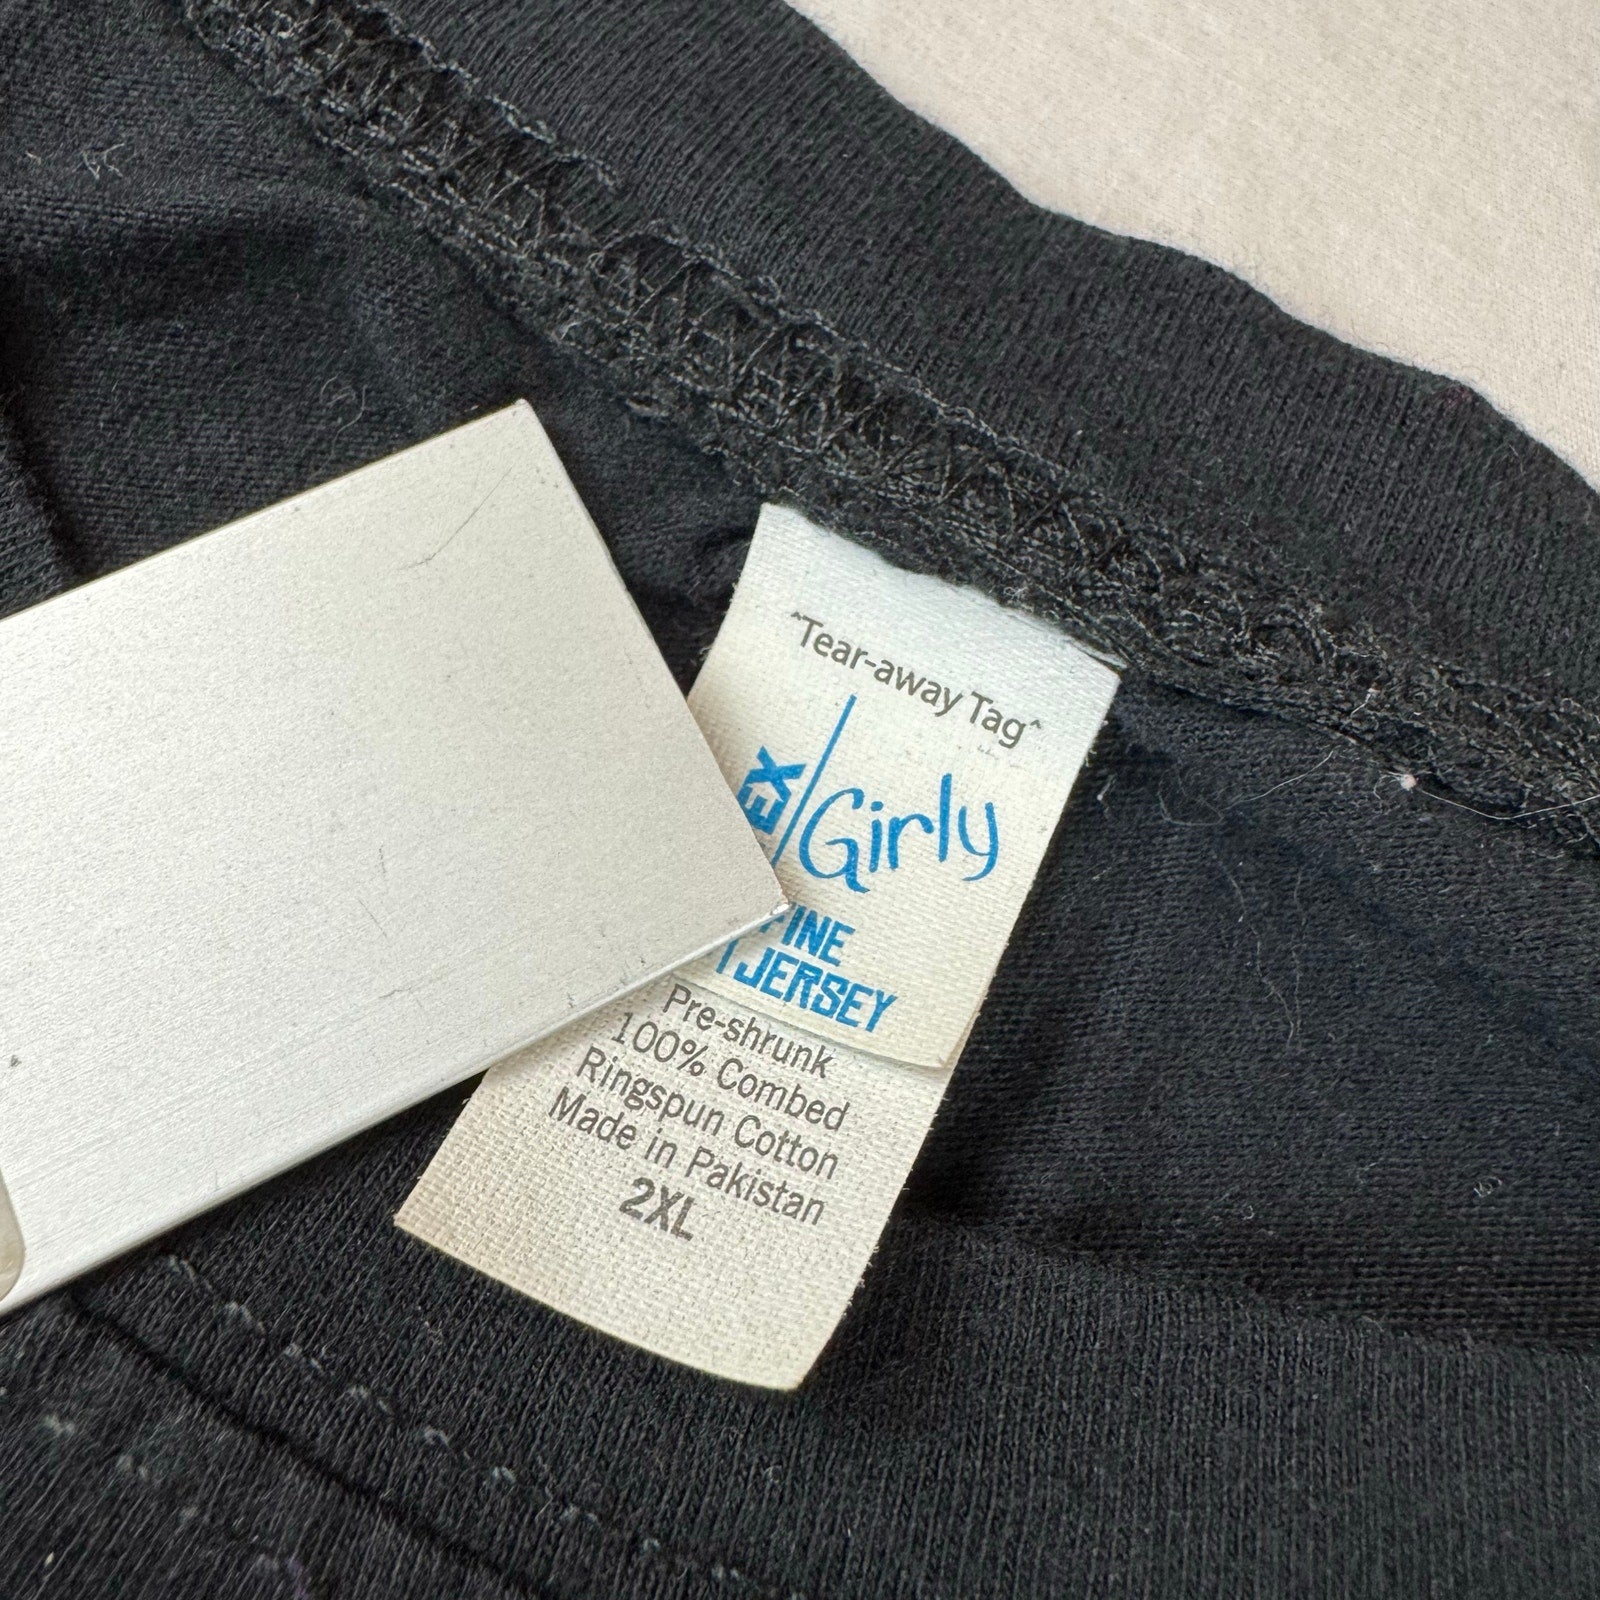 ^Tear-away Tag^
EX
Girly
FINE
JERSEY
Pre-shrunk
100% Combed
Ringspun Cotton
Made in Pakistan
2XL